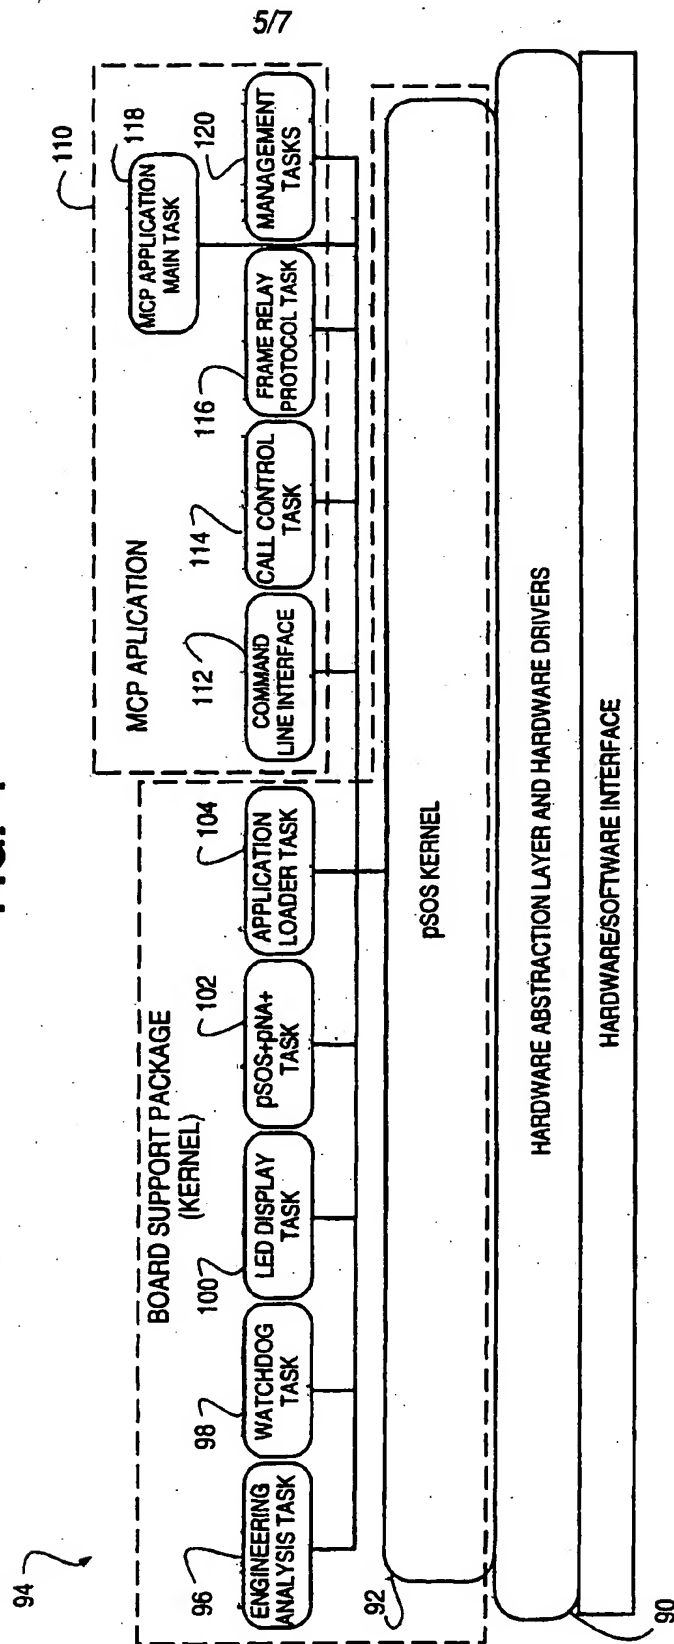 5/7
94
110
BOARD SUPPORT PACKAGE
(KERNEL)
MCP APLICATION
MCP APPLICATION
MAIN TASK
118
96
98
100
102
104
112
114
116
120
ENGINEERING
ANALYSIS TASK
WATCHDOG
TASK
LED DISPLAY
TASK
pSOS+pNA+
TASK
APPLICATION
LOADER TASK
COMMAND
LINE INTERFACE
CALL CONTROL
TASK
FRAME RELAY
PROTOCOL TASK
MANAGEMENT
TASKS
92
pSOS KERNEL
HARDWARE ABSTRACTION LAYER AND HARDWARE DRIVERS
HARDWARE/SOFTWARE INTERFACE
90